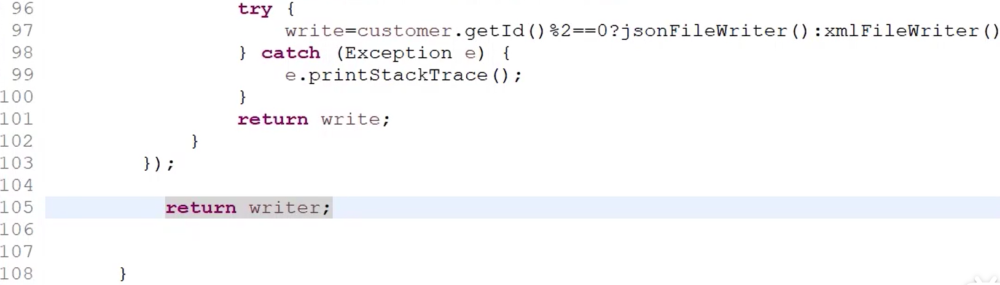 96 try {
97 write=customer.getId()%2==0?jsonFileWriter():xmlFileWriter()
98 } catch (Exception e) {
99 e.printStackTrace();
100 }
101 return write;
102 }
103 });
104
105 return writer;
106
107
108 }